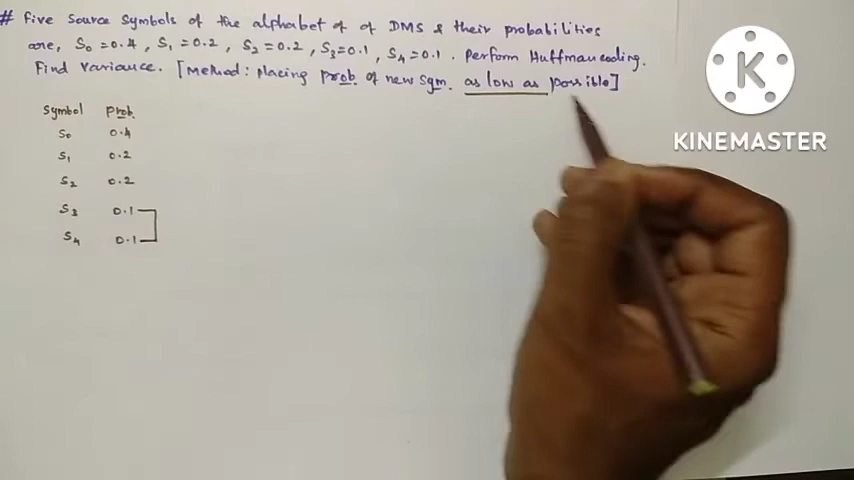 # Five Source Symbols of the alphabet of of DMS & their probabilities
are, S0 = 0.4, S1 = 0.2, S2 = 0.2, S3 = 0.1, S4 = 0.1. Perform Huffman coding.
Find Variance. [Method: Placing prob of new sym. as low as possible]
Symbol Prob.
S0 0.4
S1 0.2
S2 0.2
S3 0.1
S4 0.1
K
KINEMASTER